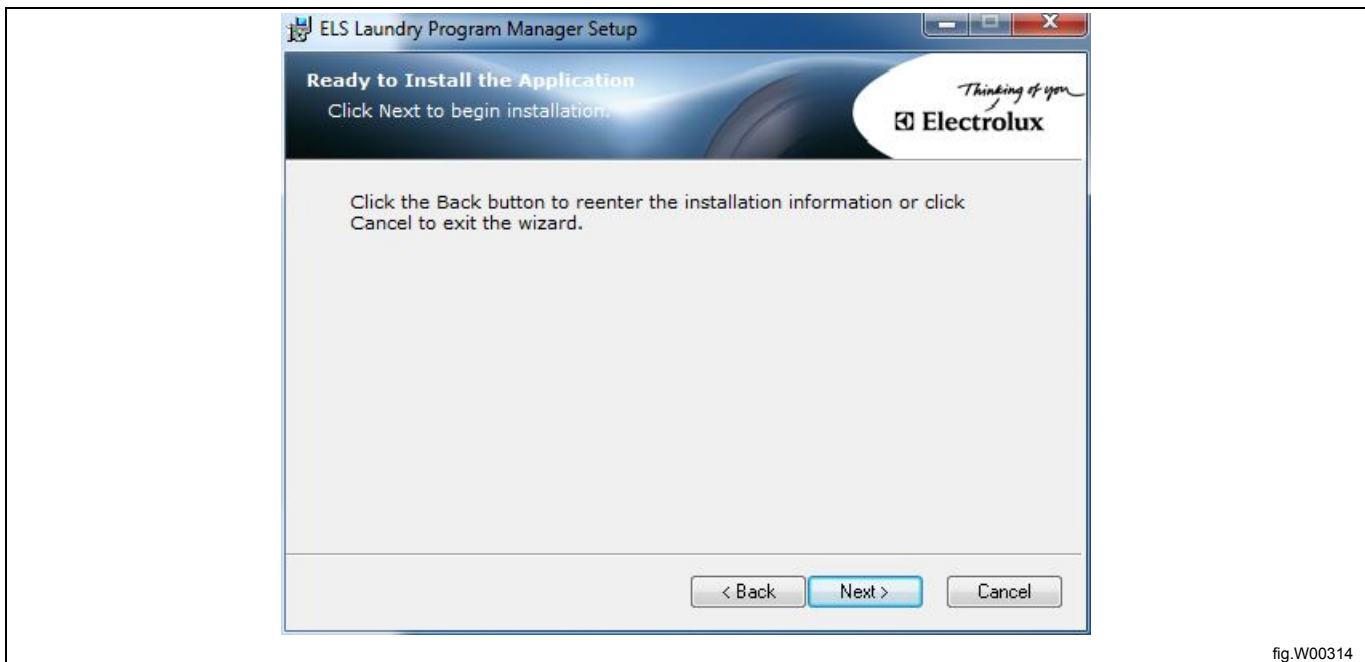 ELS Laundry Program Manager Setup
Ready to Install the Application
Click Next to begin installation.
Thinking of you
Electrolux
Click the Back button to reenter the installation information or click
Cancel to exit the wizard.
< Back
Next >
Cancel
fig.W00314